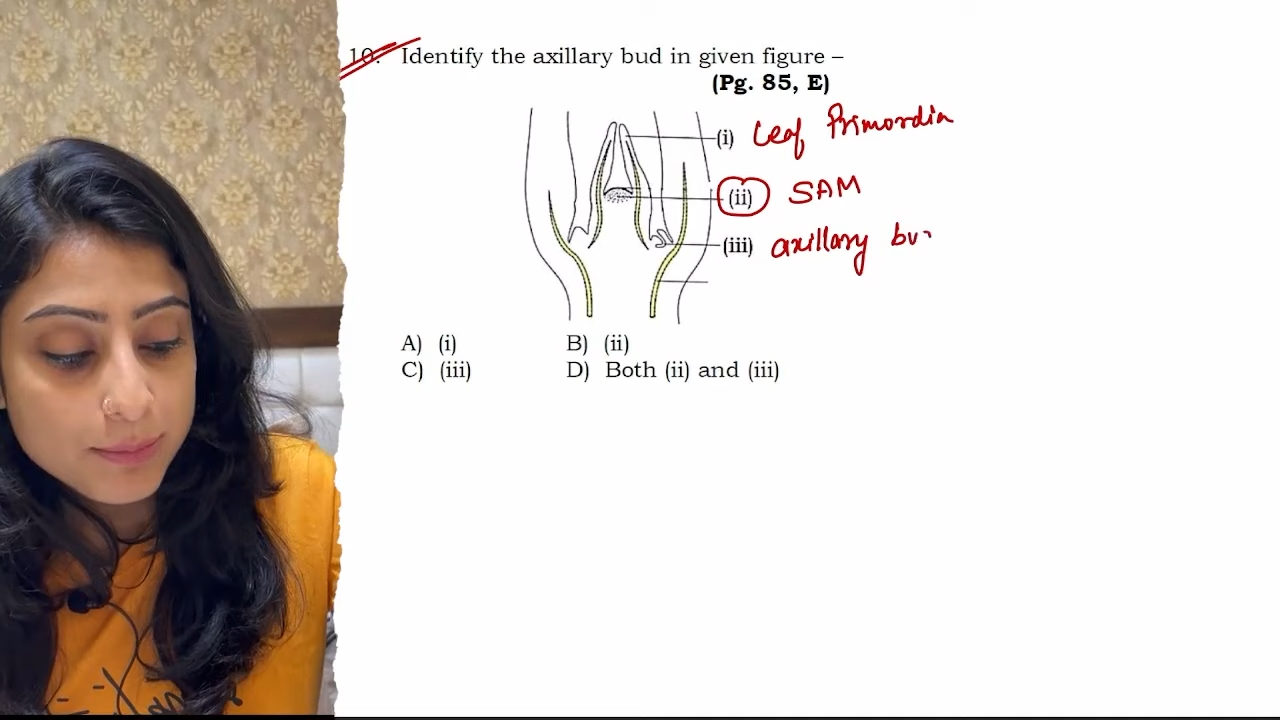 10. Identify the axillary bud in given figure –
(Pg. 85, E)
(i) Leaf Primordia
(ii) SAM
(iii) axillary bu
A) (i) B) (ii)
C) (iii) D) Both (ii) and (iii)